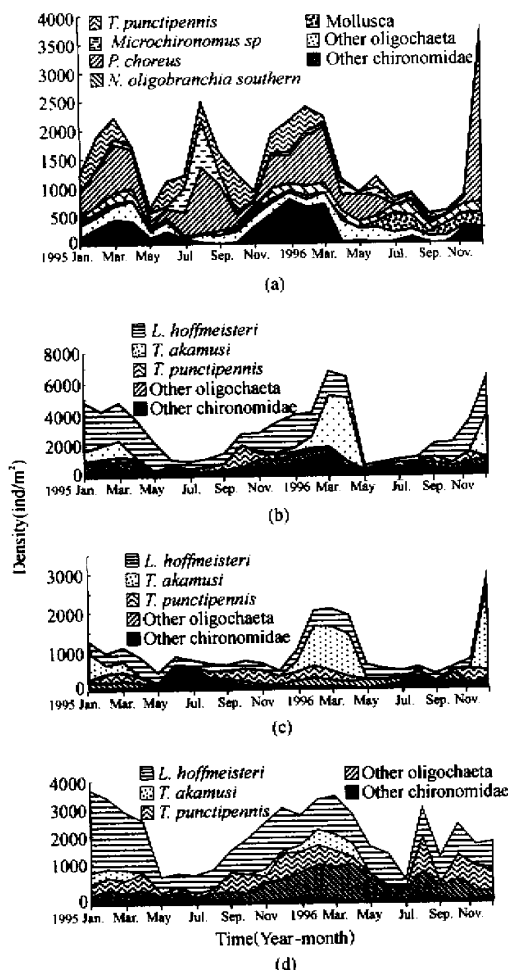 4000
3500
3000
2500
2000
1500
1000
500
0
T. punctipennis
Microchironomus sp
P. choreus
N. oligobranchia southern
Mollusca
Other oligochaeta
Other chironomidae
1995 Jan. Mar. May Jul. Sep. Nov. 1996 Mar. May Jul. Sep. Nov.
(a)
8000
6000
4000
2000
0
L. hoffmeisteri
T. akamusi
T. punctipennis
Other oligochaeta
Other chironomidae
1995 Jan. Mar. May Jul. Sep. Nov. 1996 Mar. May Jul. Sep. Nov.
(b)
Density(ind/m²)
3000
2000
1000
0
L. hoffmeisteri
T. akamusi
T. punctipennis
Other oligochaeta
Other chironomidae
1995 Jan. Mar. May Jul. Sep. Nov. 1996 Mar. May Jul. Sep. Nov
(c)
4000
3000
2000
1000
0
L. hoffmeisteri
T. akamusi
T. punctipennis
Other oligochaeta
Other chironomidae
1995 Jan. Mar. May Jul. Sep. Nov. 1996 Mar. May Jul. Sep. Nov.
Time(Year-month)
(d)